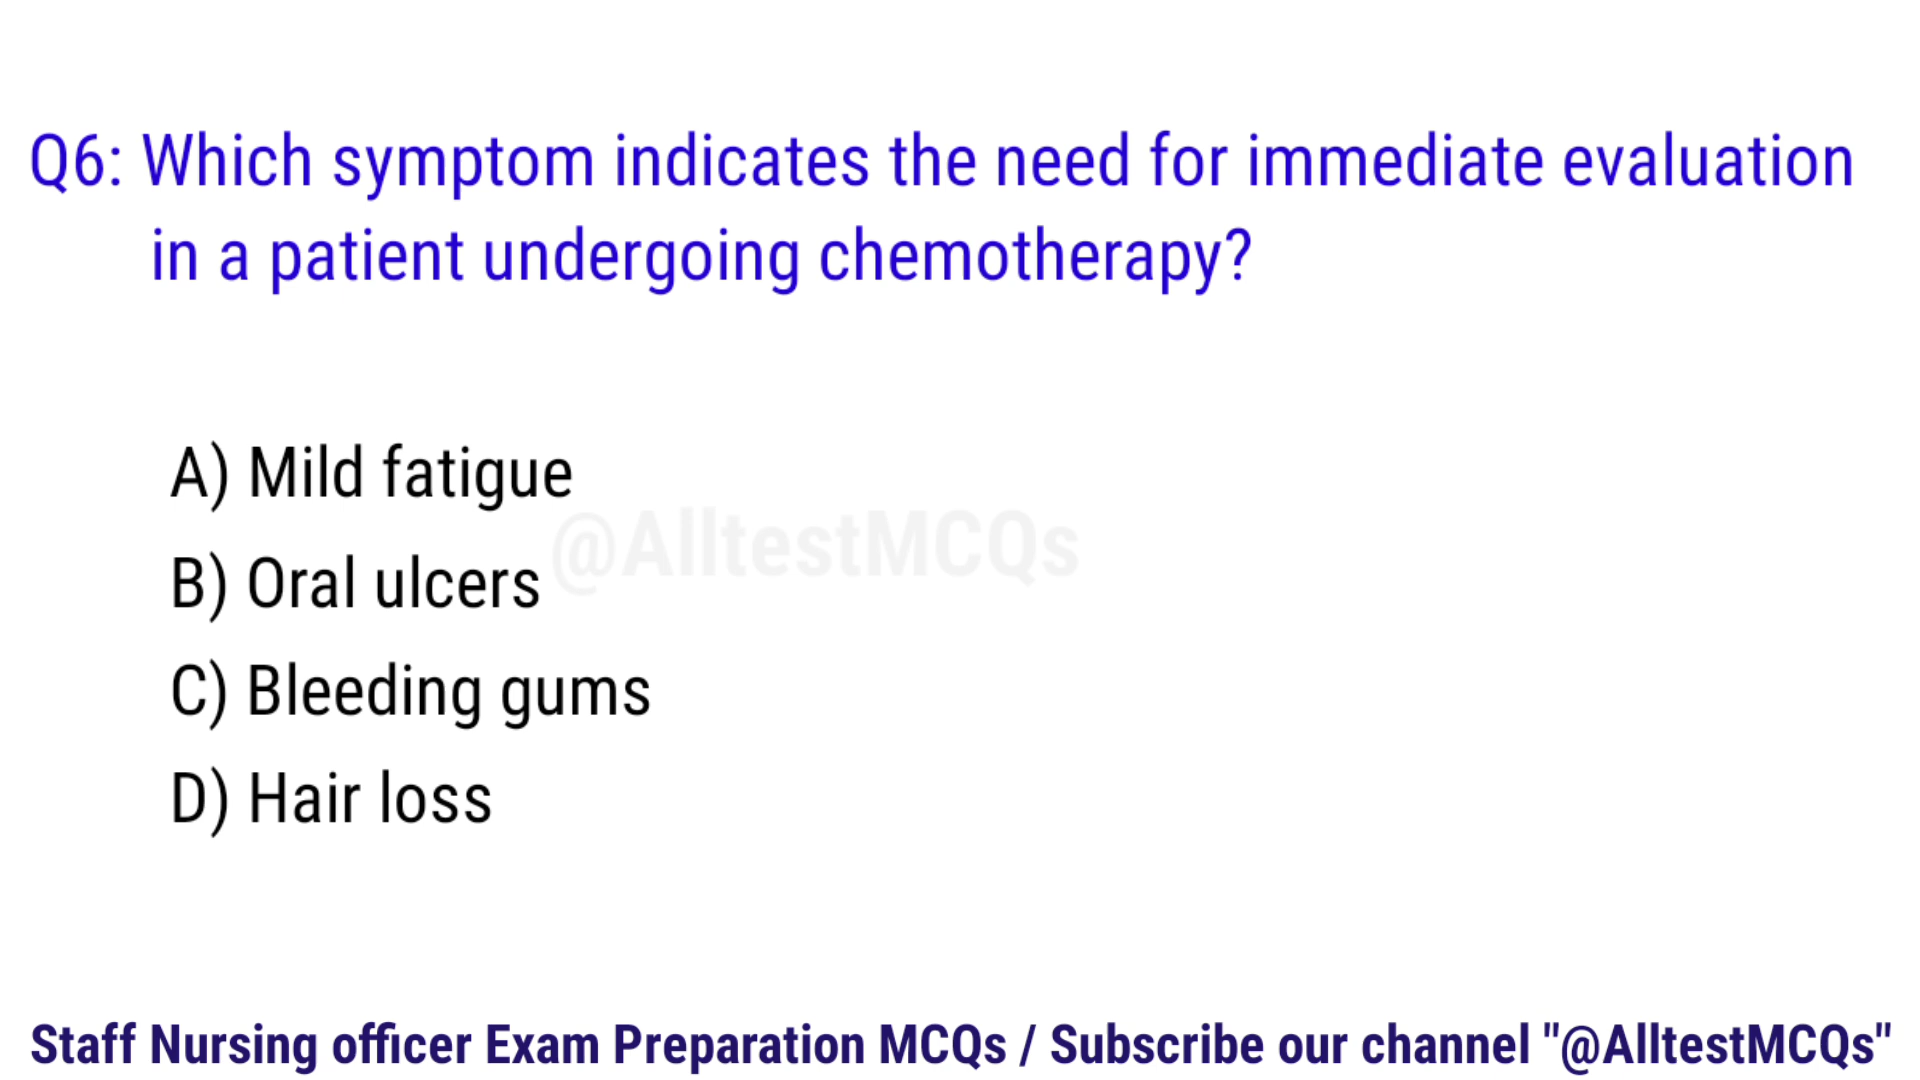 Q6: Which symptom indicates the need for immediate evaluation
in a patient undergoing chemotherapy?
A) Mild fatigue
@AlltestMCQs
B) Oral ulcers
C) Bleeding gums
D) Hair loss
Staff Nursing officer Exam Preparation MCQs / Subscribe our channel "@AlltestMCQs"